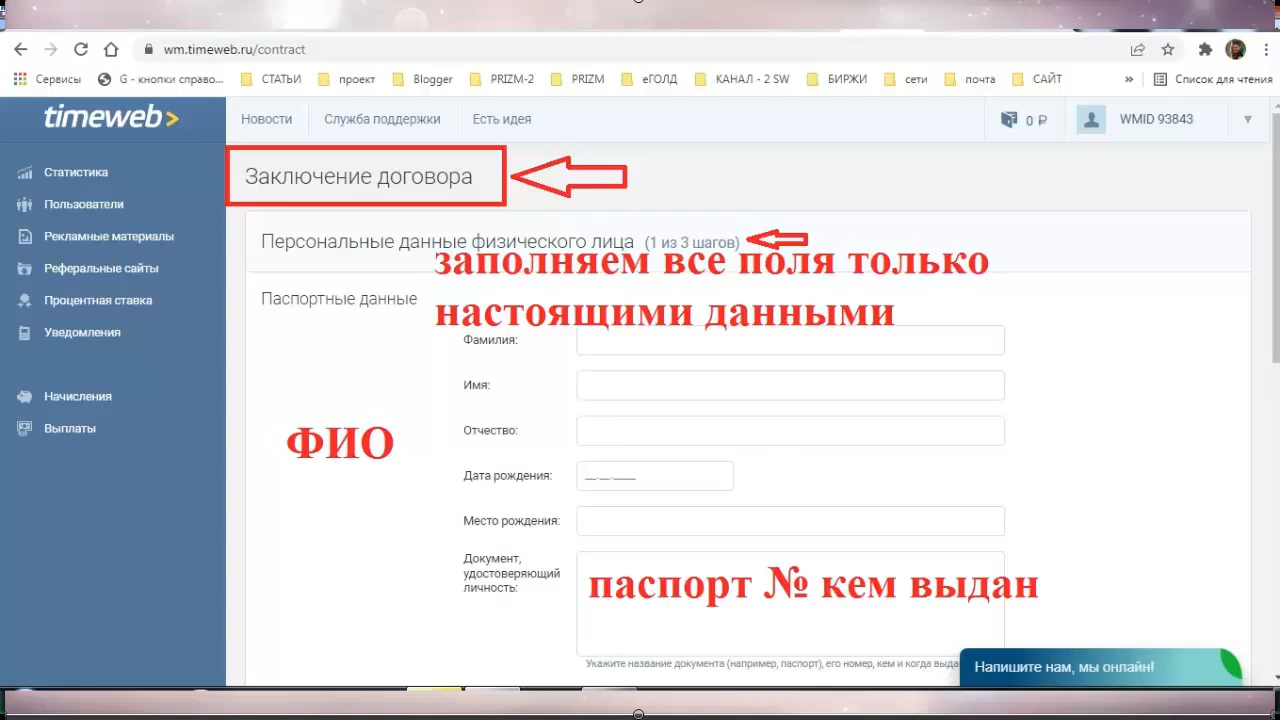 wm.timeweb.ru/contract
Сервисы G - кнопки справо... СТАТЬИ проект Blogger PRIZM-2 PRIZM еГОЛД КАНАЛ - 2 SW БИРЖИ сети почта САЙТ » Список для чтения
timeweb> Новости Служба поддержки Есть идея 0 ₽ WMID 93843
Статистика
Пользователи
Рекламные материалы
Реферальные сайты
Процентная ставка
Уведомления
Начисления
Выплаты
Заключение договора
Персональные данные физического лица (1 из 3 шагов)
заполняем все поля только
настоящими данными
Паспортные данные
Фамилия:
Имя:
Отчество:
ФИО
Дата рождения: __.__.____
Место рождения:
Документ,
удостоверяющий
личность:
паспорт № кем выдан
Укажите название документа (например, паспорт), его номер, кем и когда выда
Напишите нам, мы онлайн!